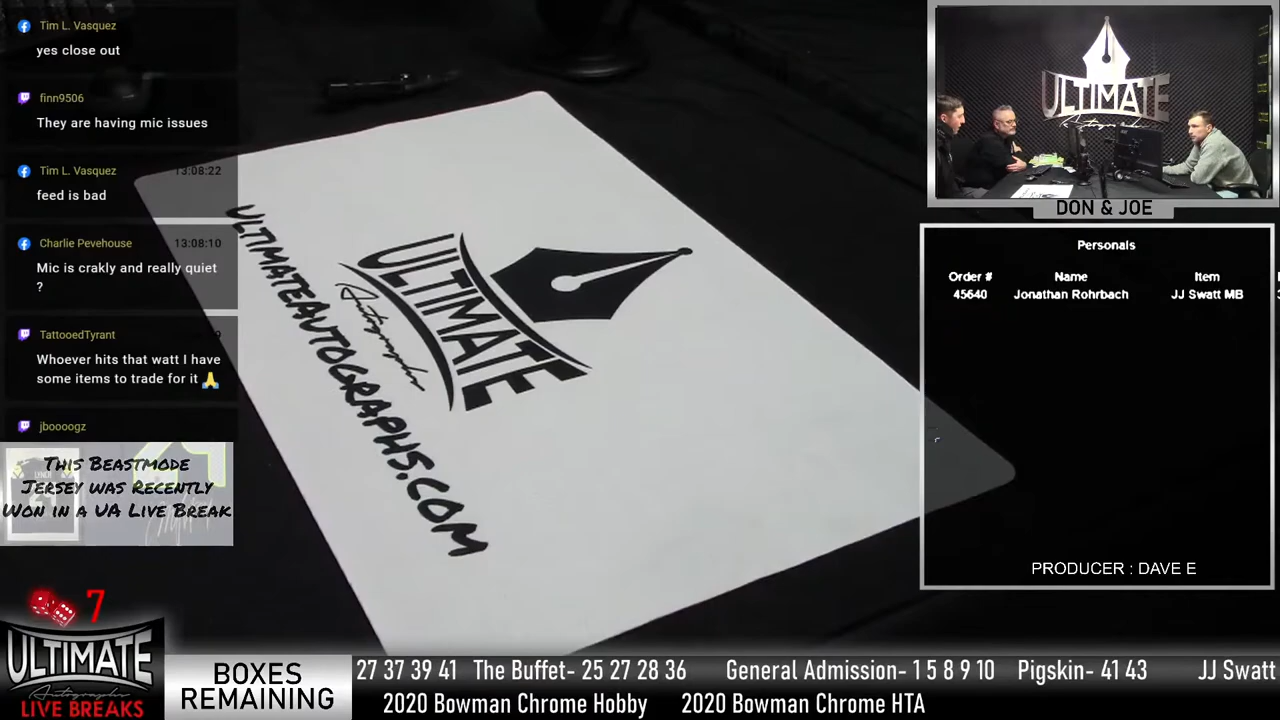 Tim L. Vasquez
yes close out
finn9506
They are having mic issues
Tim L. Vasquez
13:08:22
feed is bad
Charlie Pevehouse
13:08:10
Mic is crakly and really quiet
?
TattooedTyrant
Whoever hits that watt I have
some items to trade for it 🙏
jboooogz
This Beastmode
Jersey was Recently
Won in a UA Live Break
7
ULTIMATE
Autographs
LIVE BREAKS
ULTIMATE
Autographs
ULTIMATEAUTOGRAPHS.COM
ULTIMATE
Autographs
DON & JOE
Personals
Order # Name Item
45640 Jonathan Rohrbach JJ Swatt MB
PRODUCER : DAVE E
BOXES
REMAINING
27 37 39 41 The Buffet- 25 27 28 36 General Admission- 1 5 8 9 10 Pigskin- 41 43 JJ Swatt
2020 Bowman Chrome Hobby 2020 Bowman Chrome HTA